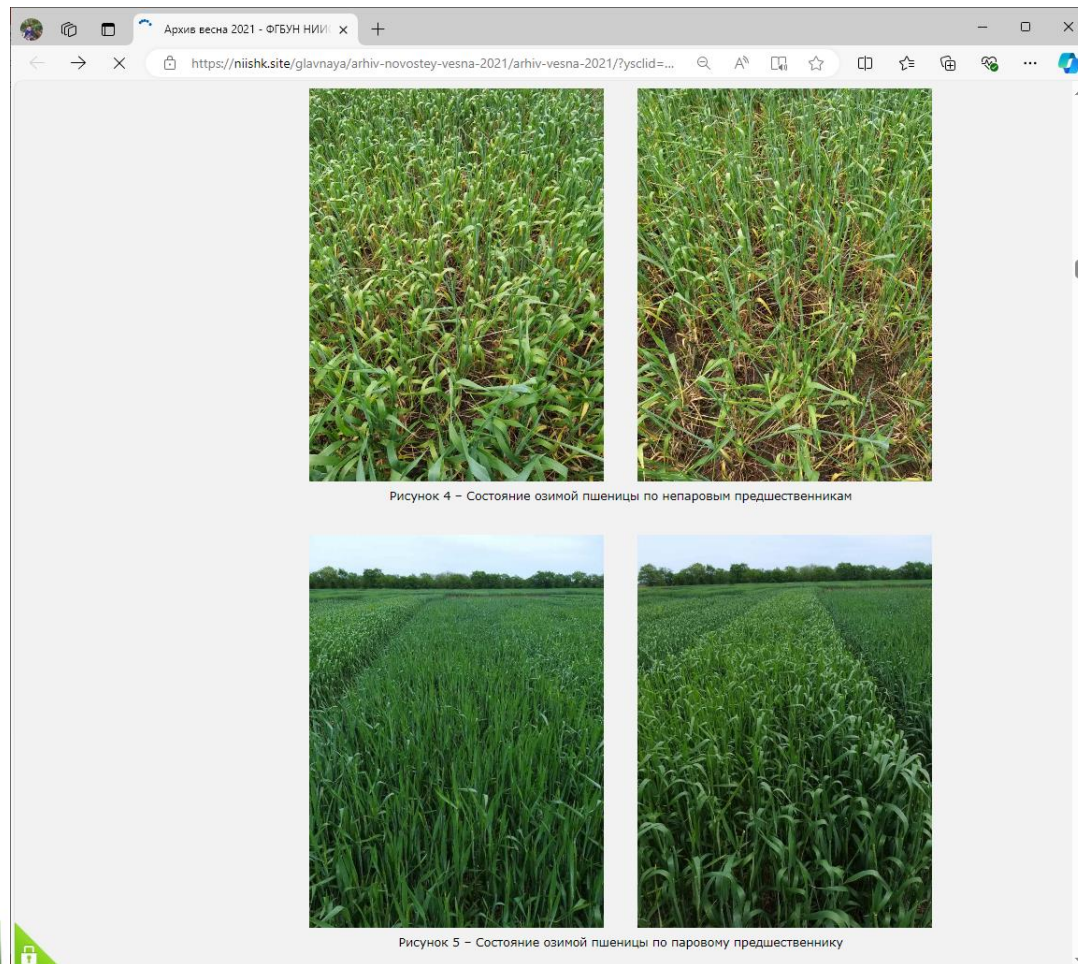 Архив весна 2021 - ФГБУН НИИС
https://niishk.site/glavnaya/arhiv-novostey-vesna-2021/arhiv-vesna-2021/?ysclid=...
Рисунок 4 – Состояние озимой пшеницы по непаровым предшественникам
Рисунок 5 – Состояние озимой пшеницы по паровому предшественнику